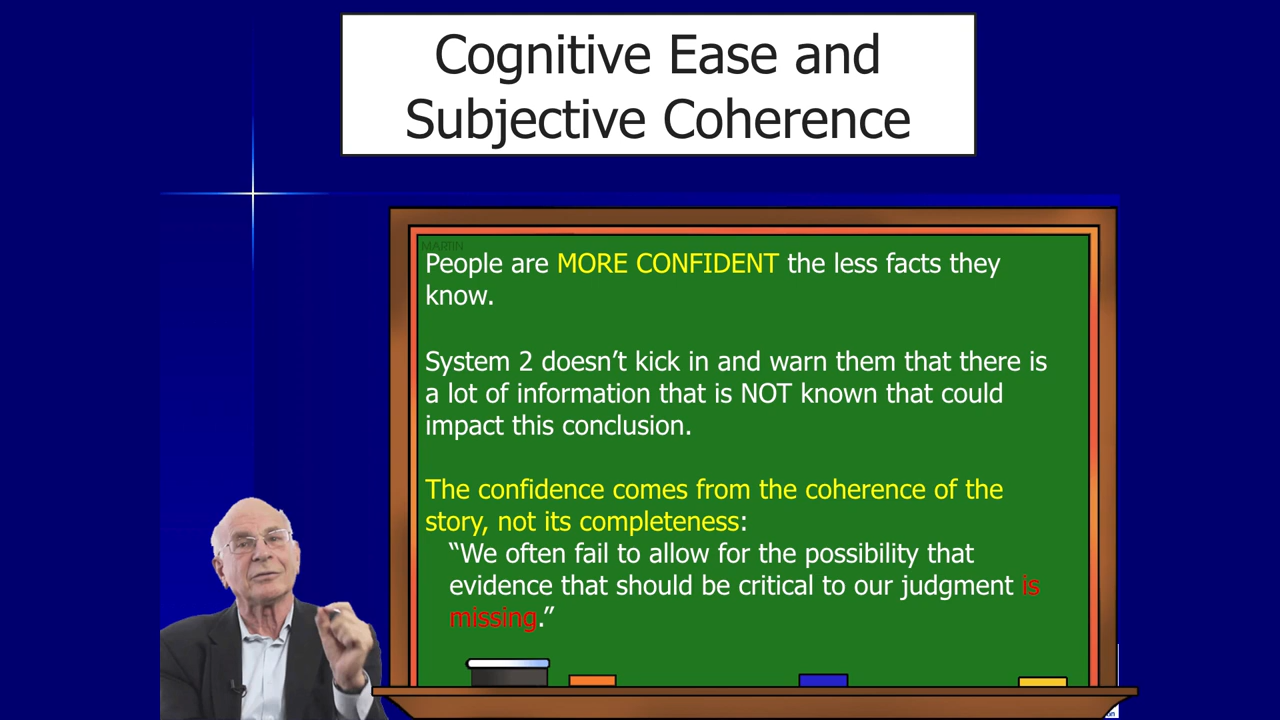 Cognitive Ease and
Subjective Coherence
MARTIN
People are MORE CONFIDENT the less facts they
know.
System 2 doesn’t kick in and warn them that there is
a lot of information that is NOT known that could
impact this conclusion.
The confidence comes from the coherence of the
story, not its completeness:
“We often fail to allow for the possibility that
evidence that should be critical to our judgment is
missing.”